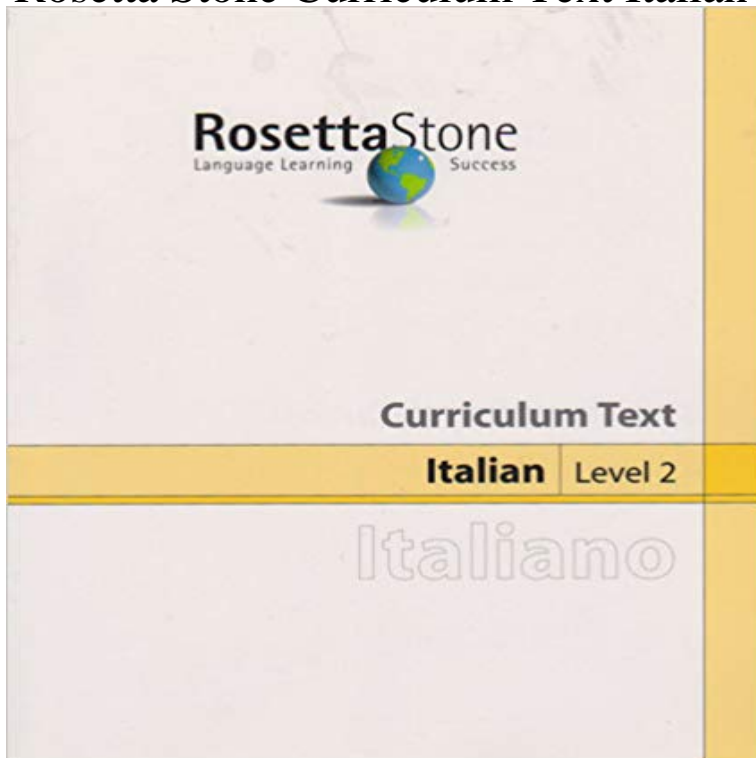 Rosetta Stone Curriculum Text Italian
RosettaStone
Language Learning Success
Curriculum Text
Italian Level 2
Italiano